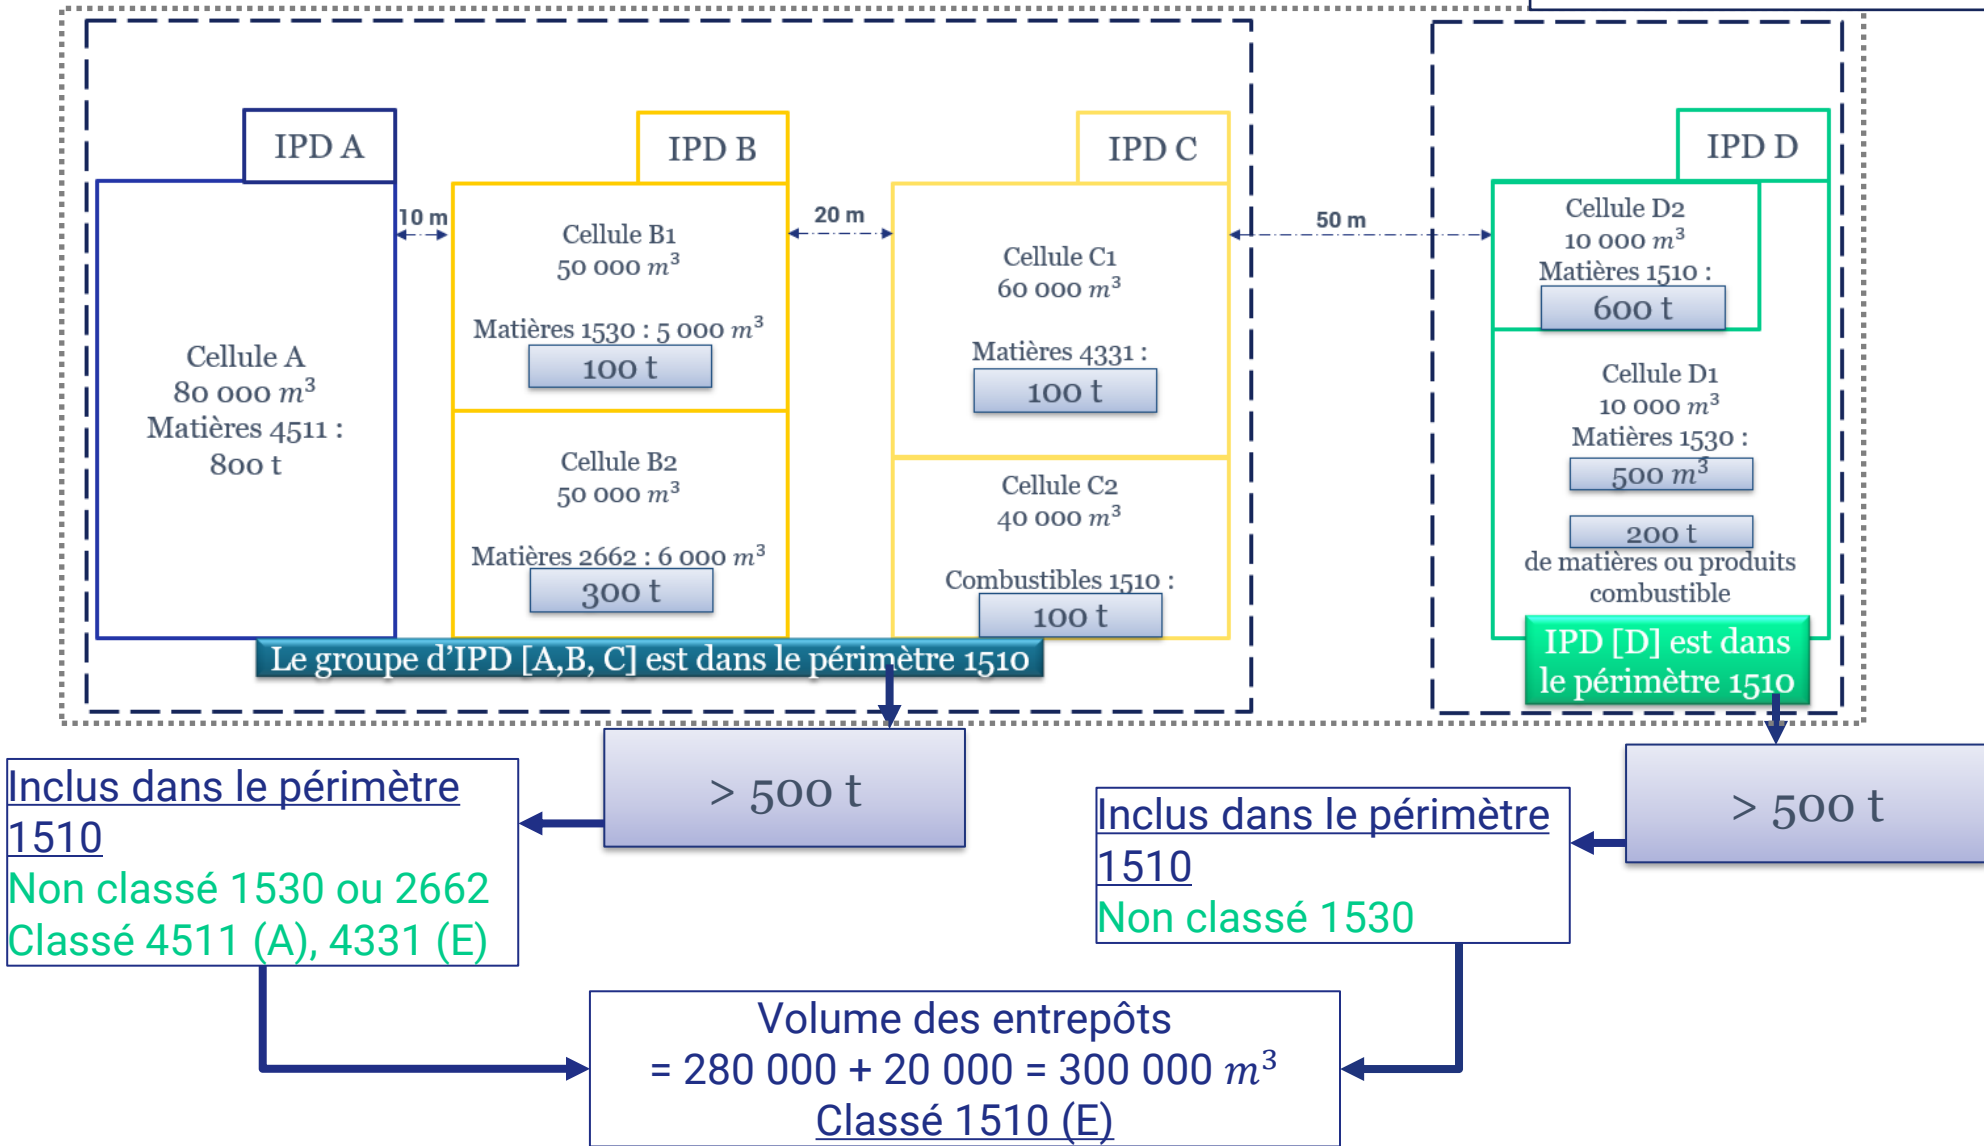 IPD A
IPD B
IPD C
IPD D
10 m
20 m
50 m
Cellule A
80 000 m³
Matières 4511 :
800 t
Cellule B1
50 000 m³
Matières 1530 : 5 000 m³
100 t
Cellule B2
50 000 m³
Matières 2662 : 6 000 m³
300 t
Cellule C1
60 000 m³
Matières 4331 :
100 t
Cellule C2
40 000 m³
Combustibles 1510 :
100 t
Cellule D2
10 000 m³
Matières 1510 :
600 t
Cellule D1
10 000 m³
Matières 1530 :
500 m³
200 t
de matières ou produits
combustible
Le groupe d'IPD [A,B, C] est dans le périmètre 1510
IPD [D] est dans
le périmètre 1510
> 500 t
> 500 t
Inclus dans le périmètre
1510
Non classé 1530 ou 2662
Classé 4511 (A), 4331 (E)
Inclus dans le périmètre
1510
Non classé 1530
Volume des entrepôts
= 280 000 + 20 000 = 300 000 m³
Classé 1510 (E)